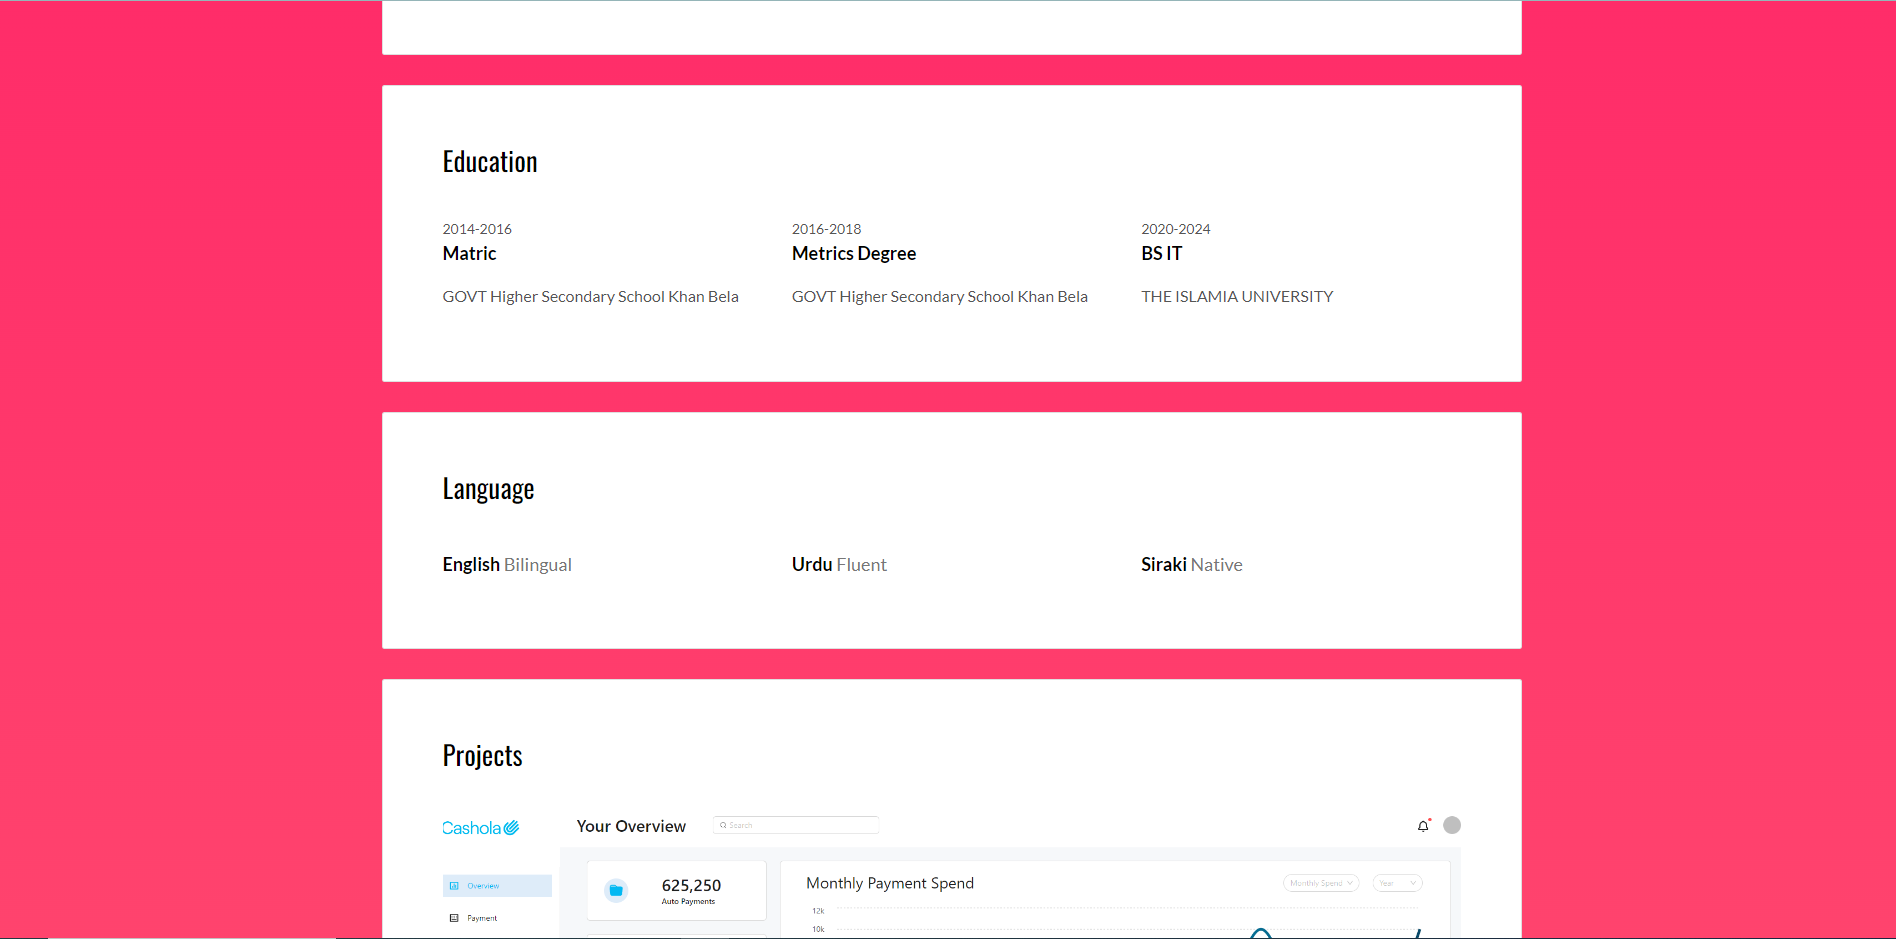 Education
2014-2016
Matric
GOVT Higher Secondary School Khan Bela
2016-2018
Metrics Degree
GOVT Higher Secondary School Khan Bela
2020-2024
BS IT
THE ISLAMIA UNIVERSITY
Language
English Bilingual
Urdu Fluent
Siraki Native
Projects
Cashola
Your Overview
Search
Overview
Payment
625,250
Auto Payments
Monthly Payment Spend
Monthly Spend
Year
12k
10k